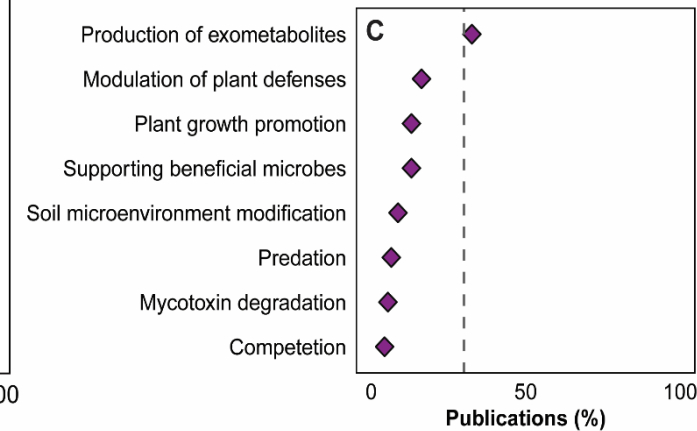 C
Production of exometabolites
Modulation of plant defenses
Plant growth promotion
Supporting beneficial microbes
Soil microenvironment modification
Predation
Mycotoxin degradation
Competetion
00
0 50 100
Publications (%)